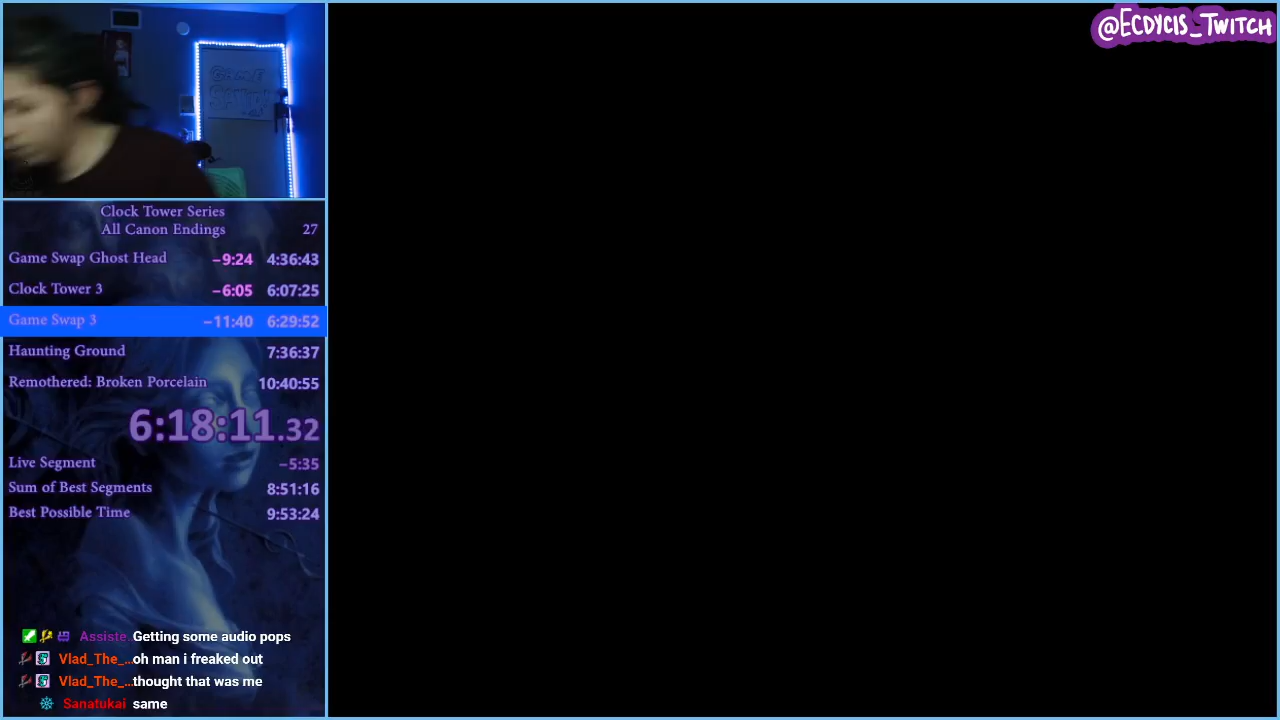 @Ecdycis_Twitch
Clock Tower Series
All Canon Endings 27
Game Swap Ghost Head −9:24 4:36:43
Clock Tower 3 −6:05 6:07:25
Game Swap 3 −11:40 6:29:52
Haunting Ground 7:36:37
Remothered: Broken Porcelain 10:40:55
6:18:11.32
Live Segment −5:35
Sum of Best Segments 8:51:16
Best Possible Time 9:53:24
Assiste… Getting some audio pops
Vlad_The_… oh man i freaked out
Vlad_The_… thought that was me
Sanatukai same